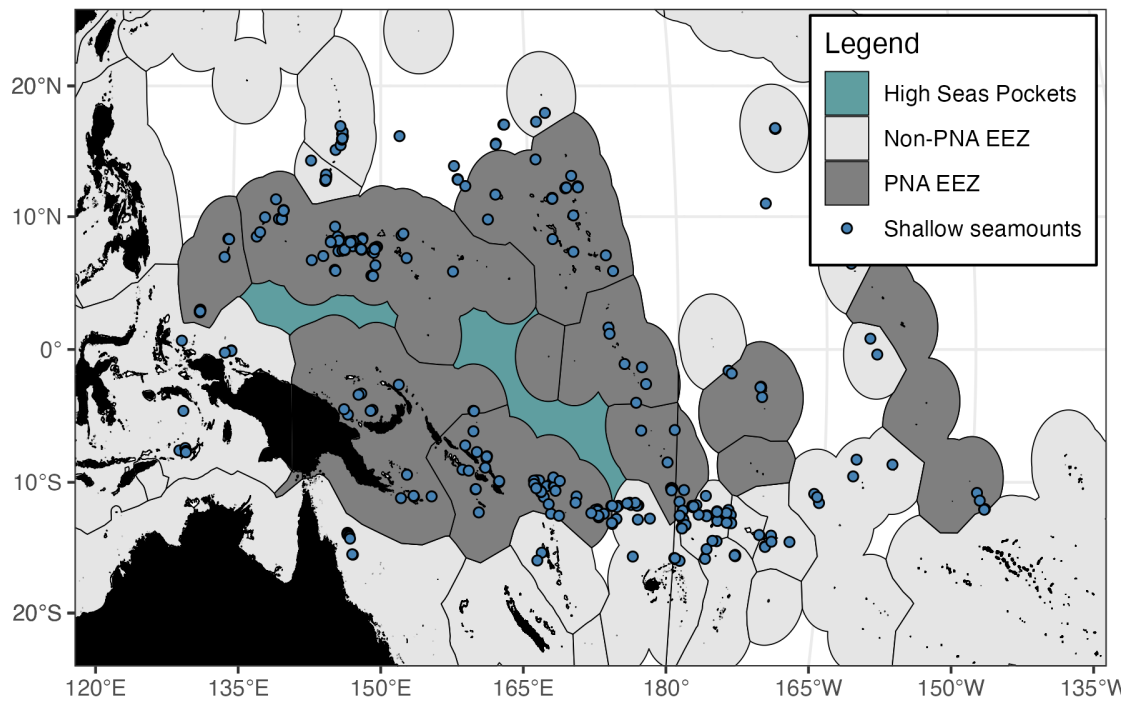 Legend
High Seas Pockets
Non-PNA EEZ
PNA EEZ
Shallow seamounts
20°N
10°N
0°
10°S
20°S
120°E
135°E
150°E
165°E
180°
165°W
150°W
135°W